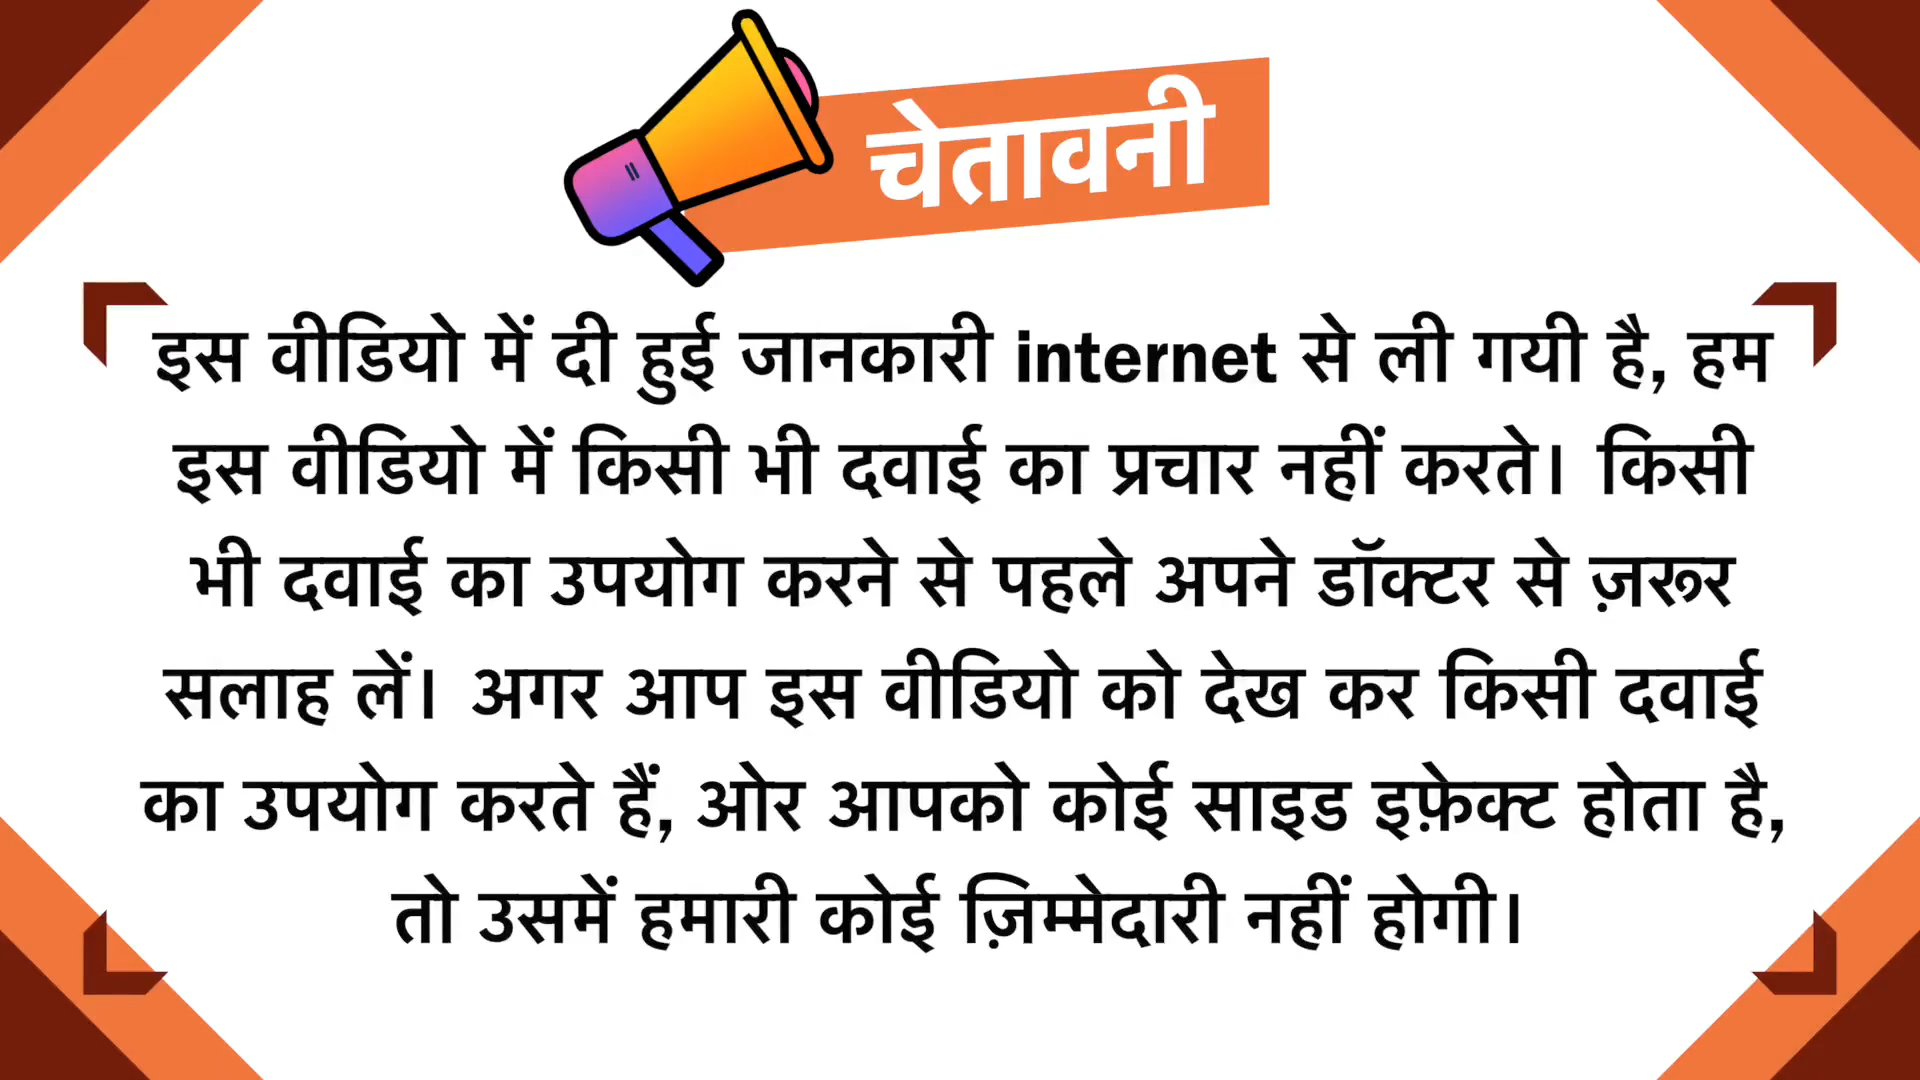 चेतावनी
इस वीडियो में दी हुई जानकारी internet से ली गयी है, हम
इस वीडियो में किसी भी दवाई का प्रचार नहीं करते। किसी
भी दवाई का उपयोग करने से पहले अपने डॉक्टर से ज़रूर
सलाह लें। अगर आप इस वीडियो को देख कर किसी दवाई
का उपयोग करते हैं, ओर आपको कोई साइड इफ़ेक्ट होता है,
तो उसमें हमारी कोई ज़िम्मेदारी नहीं होगी।